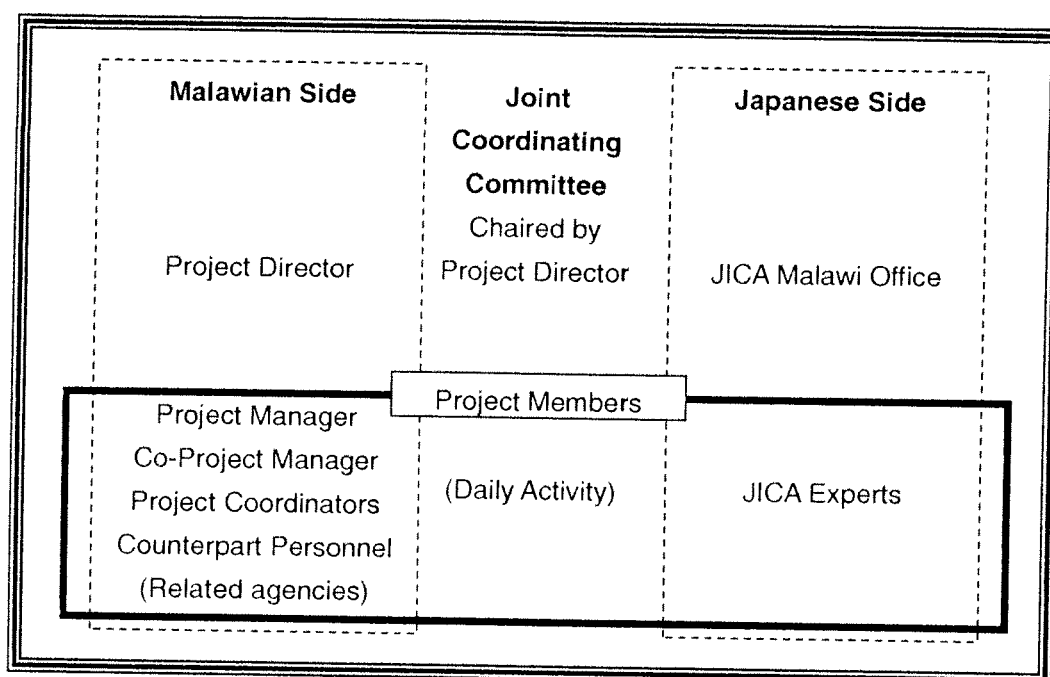 Malawian Side
Project Director
Joint
Coordinating
Committee
Chaired by
Project Director
Japanese Side
JICA Malawi Office
Project Members
Project Manager
Co-Project Manager
Project Coordinators
Counterpart Personnel
(Related agencies)
(Daily Activity)
JICA Experts